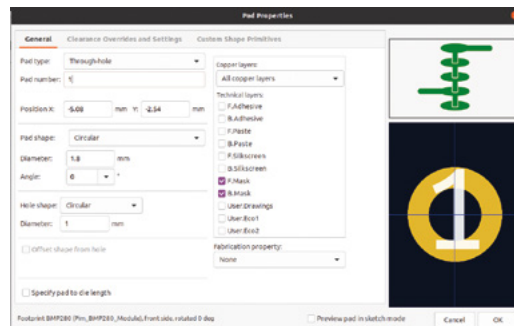 Pad Properties
General Clearance Overrides and Settings Custom Shape Primitives
Pad type: Through-hole
Pad number: 1
Position X: -5.08 mm Y: -2.54 mm
Pad shape: Circular
Diameter: 1.8 mm
Angle: 0 °
Hole shape: Circular
Diameter: 1 mm
Offset shape from hole
Specify pad to die length
Copper layers:
All copper layers
Technical layers:
F.Adhesive
B.Adhesive
F.Paste
B.Paste
F.Silkscreen
B.Silkscreen
F.Mask
B.Mask
User.Drawings
User.Eco1
User.Eco2
Fabrication property:
None
1
Footprint BMP280 (Pim_BMP280_Module), front side, rotated 0 deg
Preview pad in sketch mode
Cancel OK